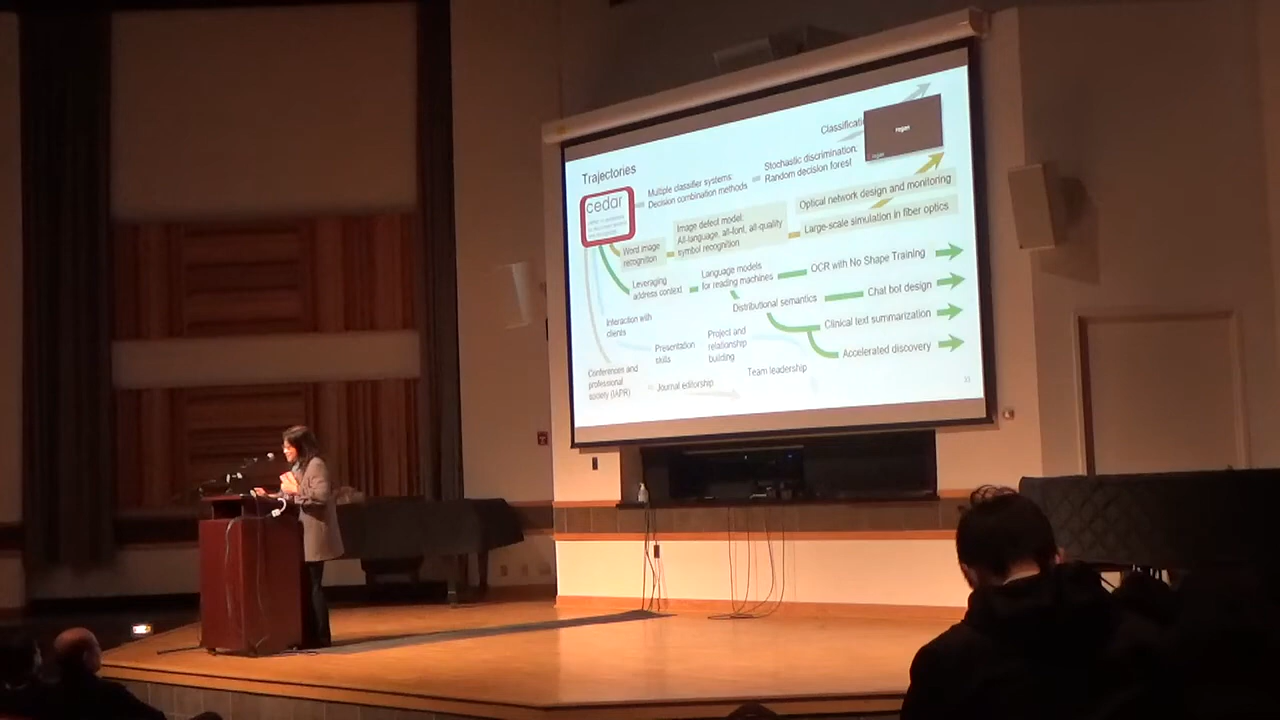 Trajectories
cedar
Multiple classifier systems:
Decision combination methods
Stochastic discrimination,
Random decision forest
Classificati
rogan
Word image
recognition
Image defect model:
All-language, all-font, all-quality
symbol recognition
Optical network design and monitoring
Large-scale simulation in fiber optics
Leveraging
address context
Language models
for reading machines
OCR with No Shape Training
Distributional semantics
Chat bot design
Clinical text summarization
Accelerated discovery
Interaction with
clients
Presentation
skills
Project and
relationship
building
Team leadership
Conferences and
professional
society (IAPR)
Journal editorship